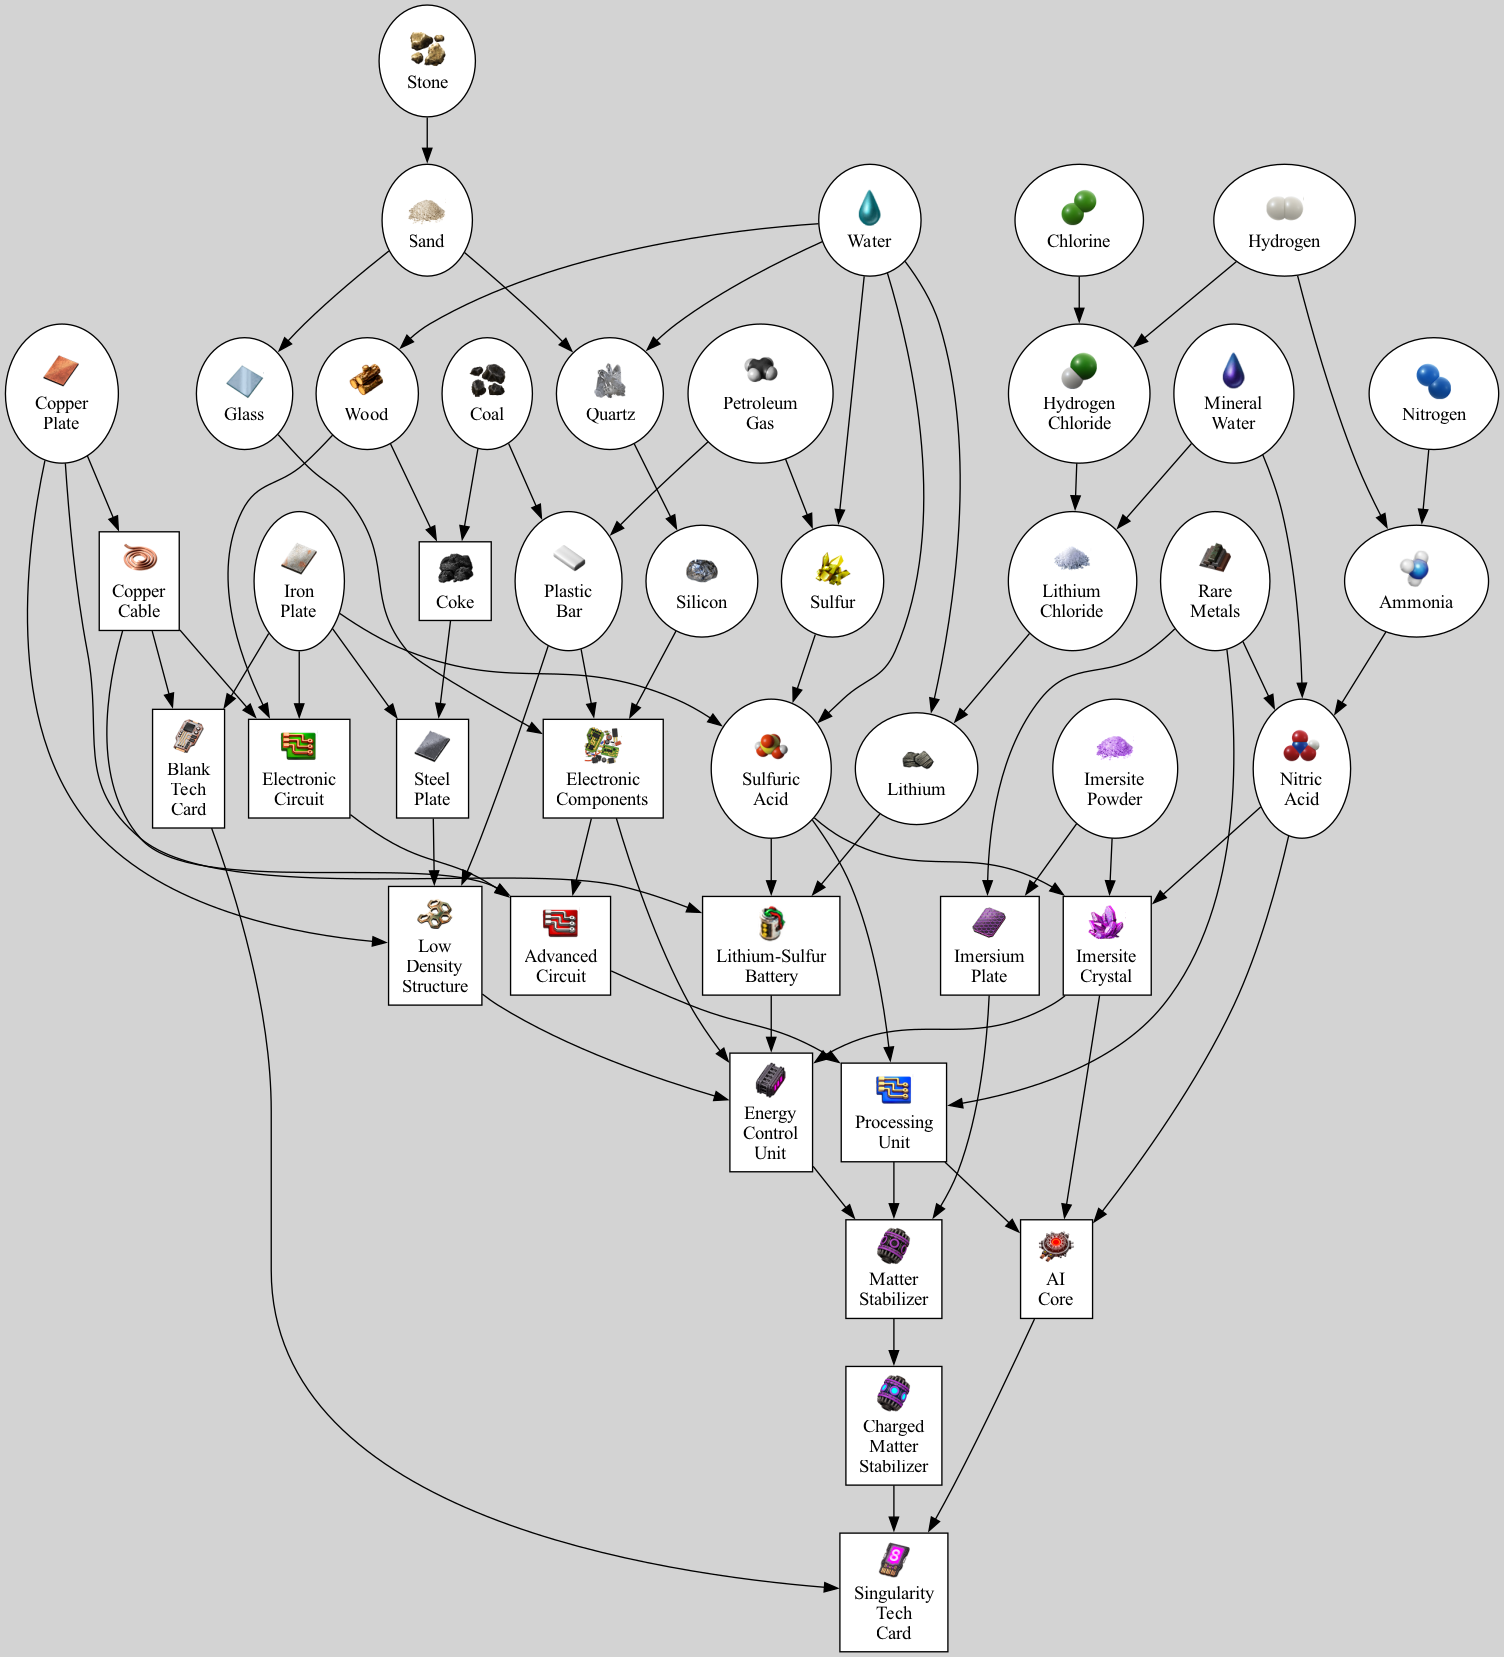 Stone
Sand
Water
Chlorine
Hydrogen
Copper
Plate
Glass
Wood
Coal
Quartz
Petroleum
Gas
Hydrogen
Chloride
Mineral
Water
Nitrogen
Copper
Cable
Iron
Plate
Coke
Plastic
Bar
Silicon
Sulfur
Lithium
Chloride
Rare
Metals
Ammonia
Blank
Tech
Card
Electronic
Circuit
Steel
Plate
Electronic
Components
Sulfuric
Acid
Lithium
Imersite
Powder
Nitric
Acid
Low
Density
Structure
Advanced
Circuit
Lithium-Sulfur
Battery
Imersium
Plate
Imersite
Crystal
Energy
Control
Unit
Processing
Unit
Matter
Stabilizer
AI
Core
Charged
Matter
Stabilizer
S
Singularity
Tech
Card